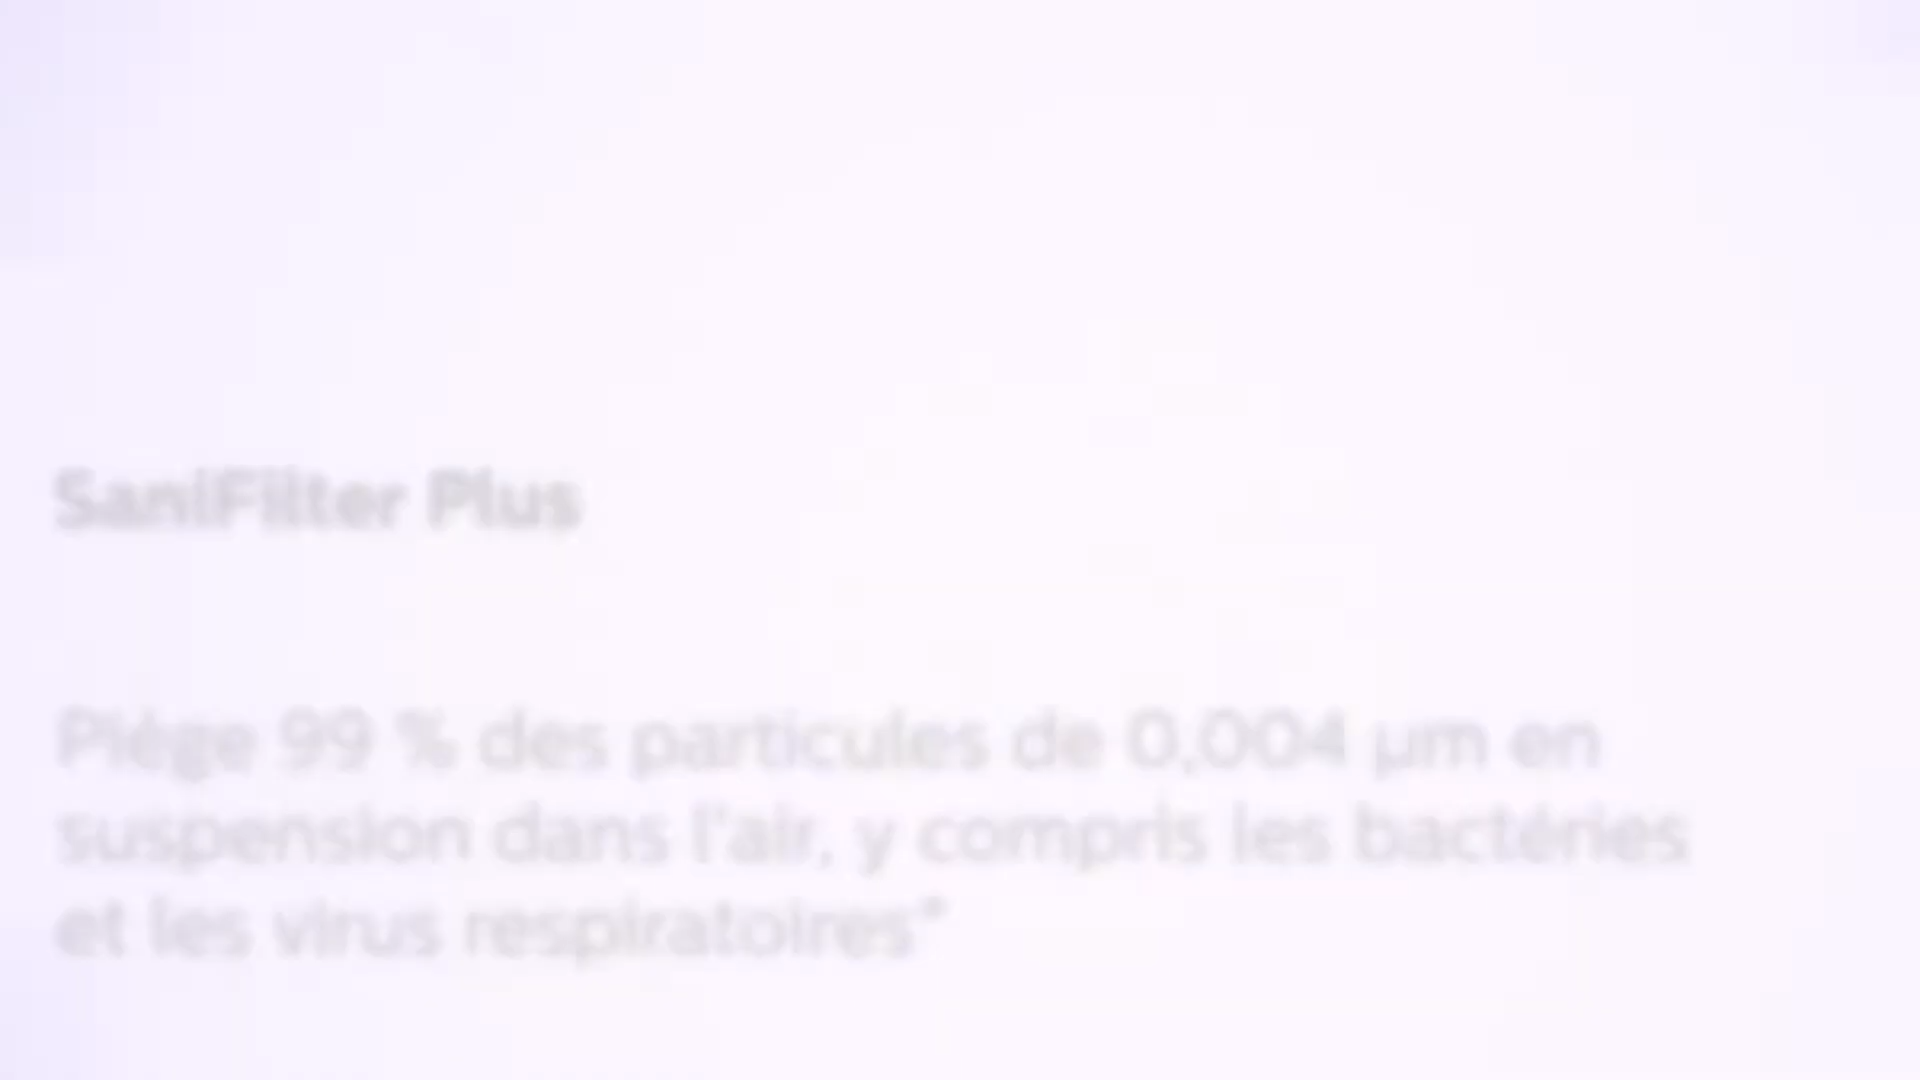 SaniFilter Plus
Piège 99 % des particules de 0,004 µm en
suspension dans l'air, y compris les bactéries
et les virus respiratoires*